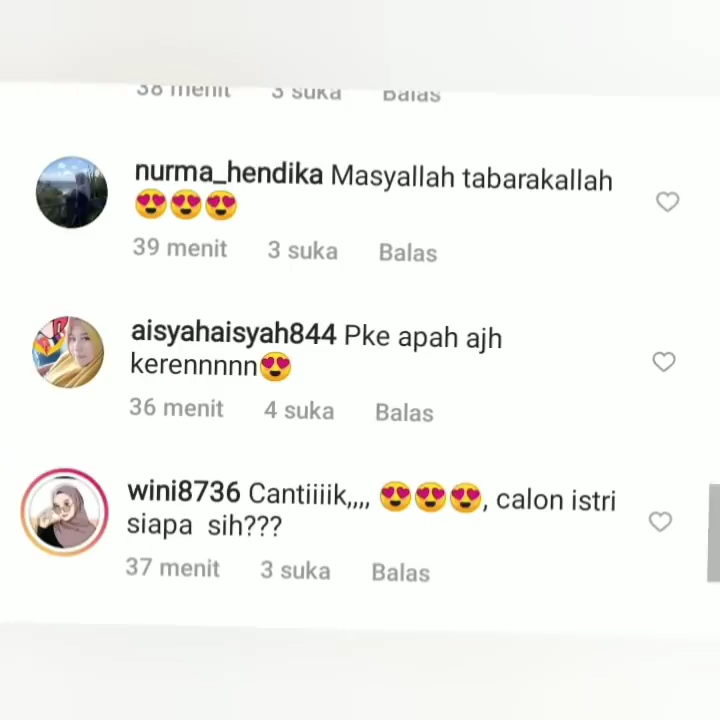 38 menit 3 suka Balas
nurma_hendika Masyallah tabarakallah
😍😍😍
39 menit 3 suka Balas
aisyahaisyah844 Pke apah ajh
kerennnnn😍
36 menit 4 suka Balas
wini8736 Cantiiiik,,,, 😍😍😍, calon istri
siapa sih???
37 menit 3 suka Balas